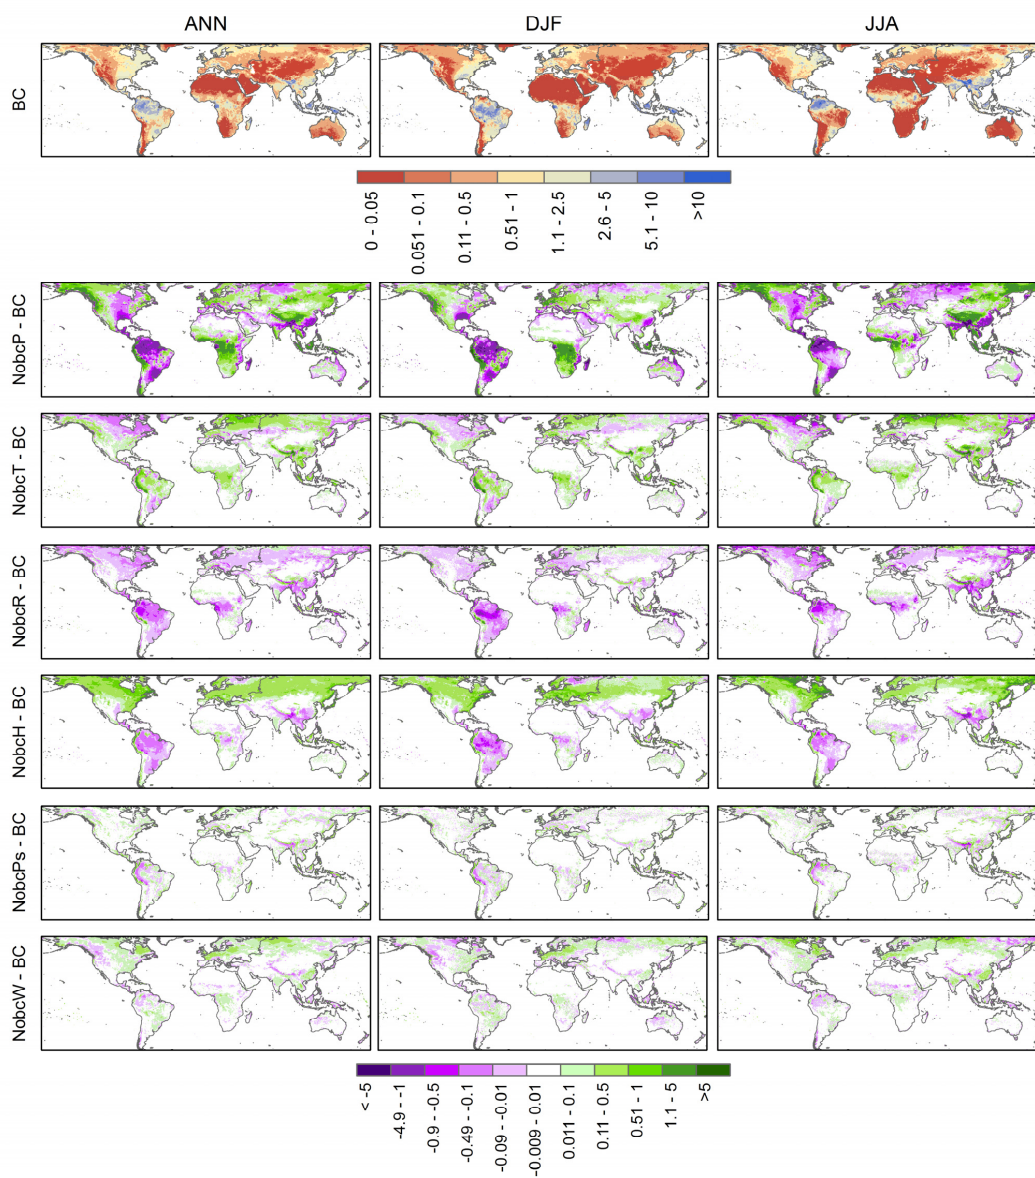 ANN
DJF
JJA
BC
0 - 0.05
0.051 - 0.1
0.11 - 0.5
0.51 - 1
1.1 - 2.5
2.6 - 5
5.1 - 10
>10
NobcP - BC
NobcT - BC
NobcR - BC
NobcH - BC
NobcPs - BC
NobcW - BC
< -5
-4.9 - -1
-0.9 - -0.5
-0.49 - -0.1
-0.09 - -0.01
-0.009 - 0.01
0.011 - 0.1
0.11 - 0.5
0.51 - 1
1.1 - 5
>5